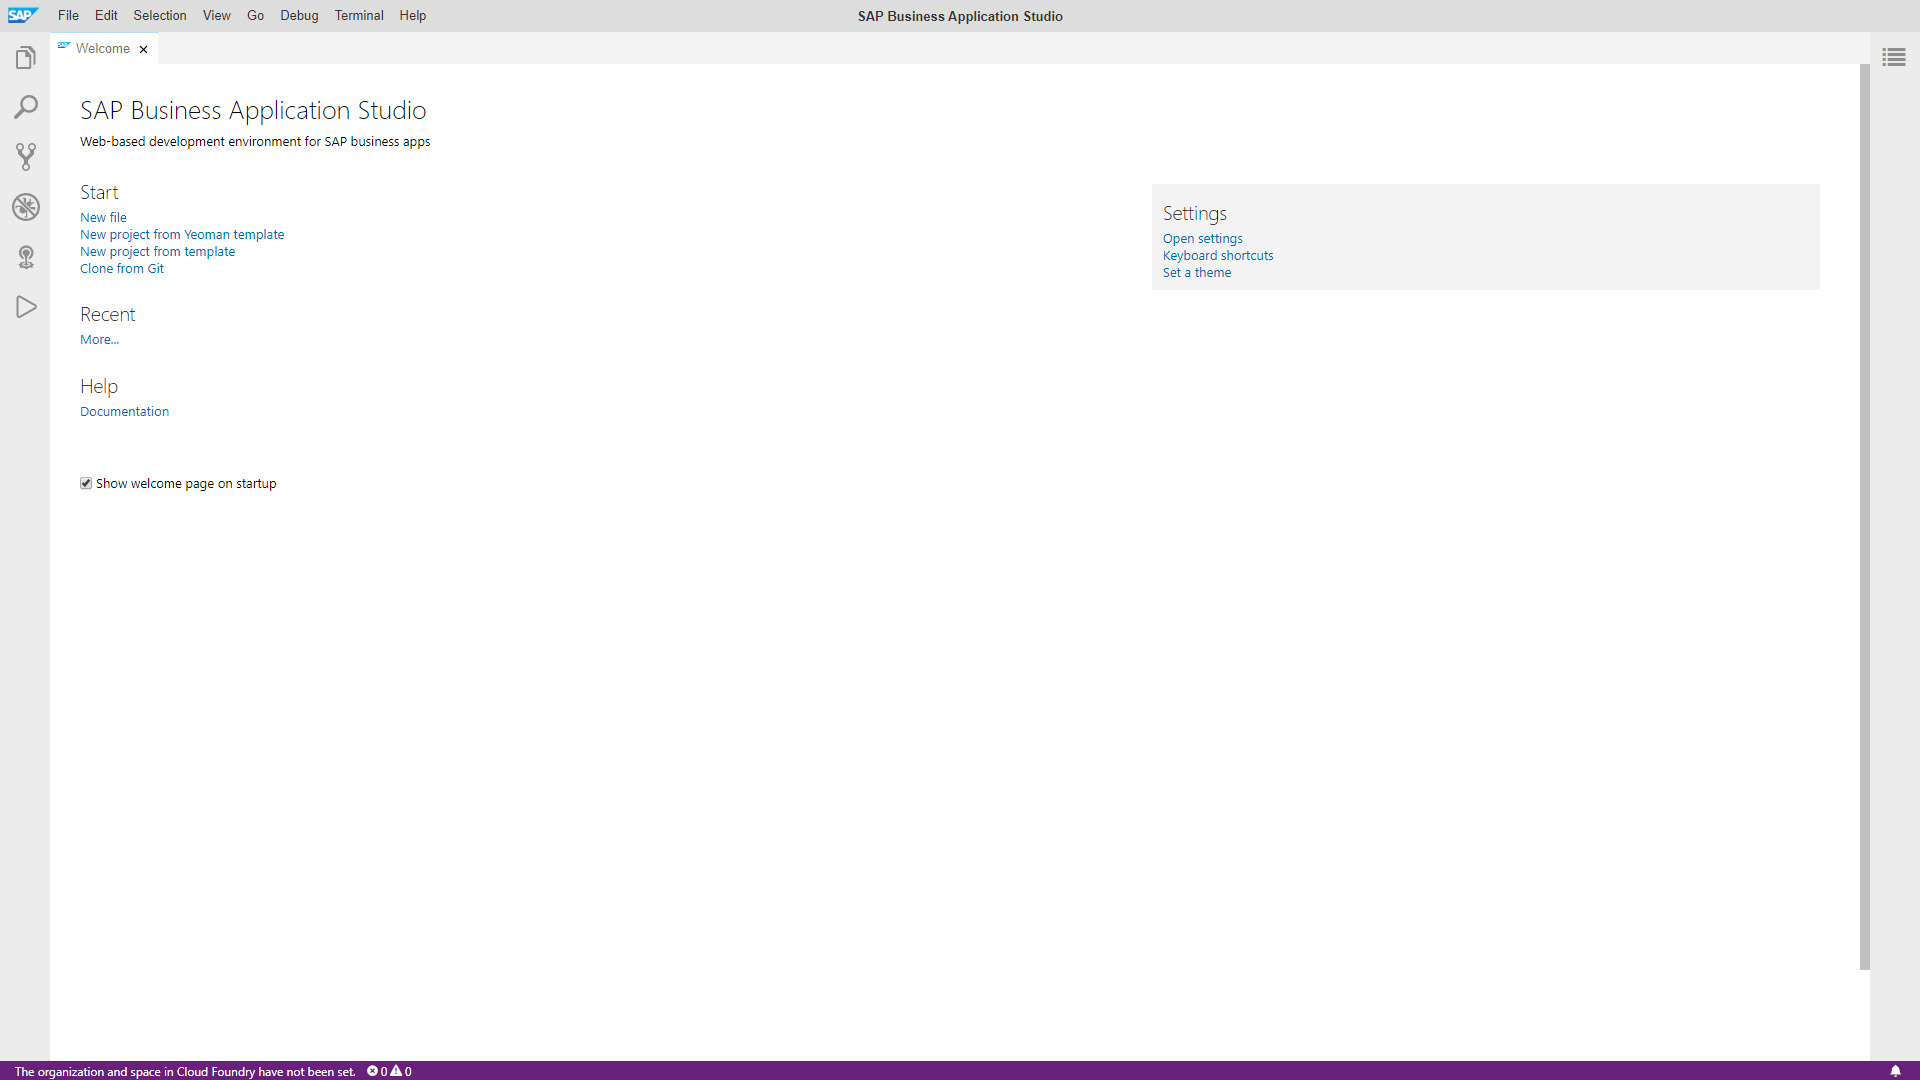 SAP File Edit Selection View Go Debug Terminal Help SAP Business Application Studio
SAP Welcome
SAP Business Application Studio
Web-based development environment for SAP business apps
Start
New file
New project from Yeoman template
New project from template
Clone from Git
Settings
Open settings
Keyboard shortcuts
Set a theme
Recent
More...
Help
Documentation
Show welcome page on startup
The organization and space in Cloud Foundry have not been set. 0 0